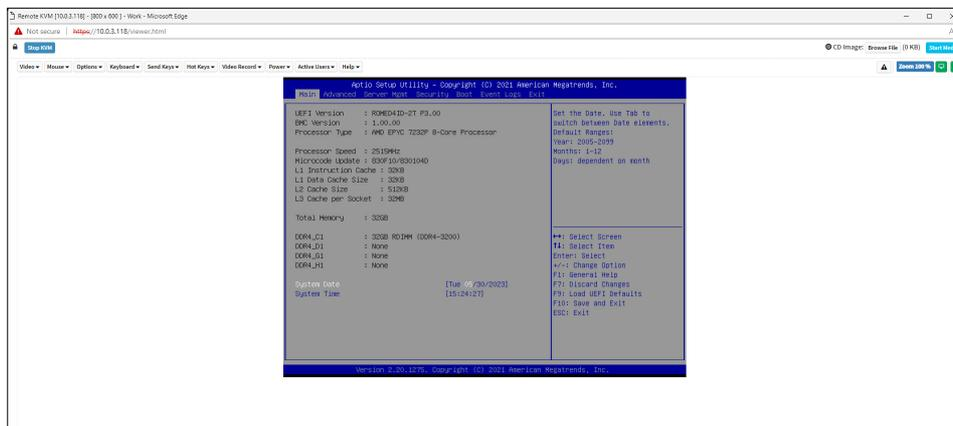 Remote KVM [10.0.3.118] - [800 x 600 ] - Work - Microsoft Edge
Not secure | https://10.0.3.118/viewer.html
Stop KVM
CD Image: Browse File (0 KB) Start Med
Video Mouse Options Keyboard Send Keys Hot Keys Video Record Power Active Users Help
Zoom 100 %
Aptio Setup Utility - Copyright (C) 2021 American Megatrends, Inc.
Main Advanced Server Mgmt Security Boot Event Logs Exit
UEFI Version : ROMED4ID-2T P3.00
BMC Version : 1.00.00
Processor Type : AMD EPYC 7232P 8-Core Processor
Processor Speed : 2515MHz
Microcode Update : 830F10/830104D
L1 Instruction Cache : 32KB
L1 Data Cache Size : 32KB
L2 Cache Size : 512KB
L3 Cache per Socket : 32MB
Total Memory : 32GB
DDR4_C1 : 32GB RDIMM (DDR4-3200)
DDR4_D1 : None
DDR4_G1 : None
DDR4_H1 : None
System Date [Tue 05/30/2023]
System Time [15:24:27]
Set the Date. Use Tab to
switch between Date elements.
Default Ranges:
Year: 2005-2099
Months: 1-12
Days: dependent on month
↔: Select Screen
↑↓: Select Item
Enter: Select
+/-: Change Option
F1: General Help
F7: Discard Changes
F9: Load UEFI Defaults
F10: Save and Exit
ESC: Exit
Version 2.20.1275. Copyright (C) 2021 American Megatrends, Inc.